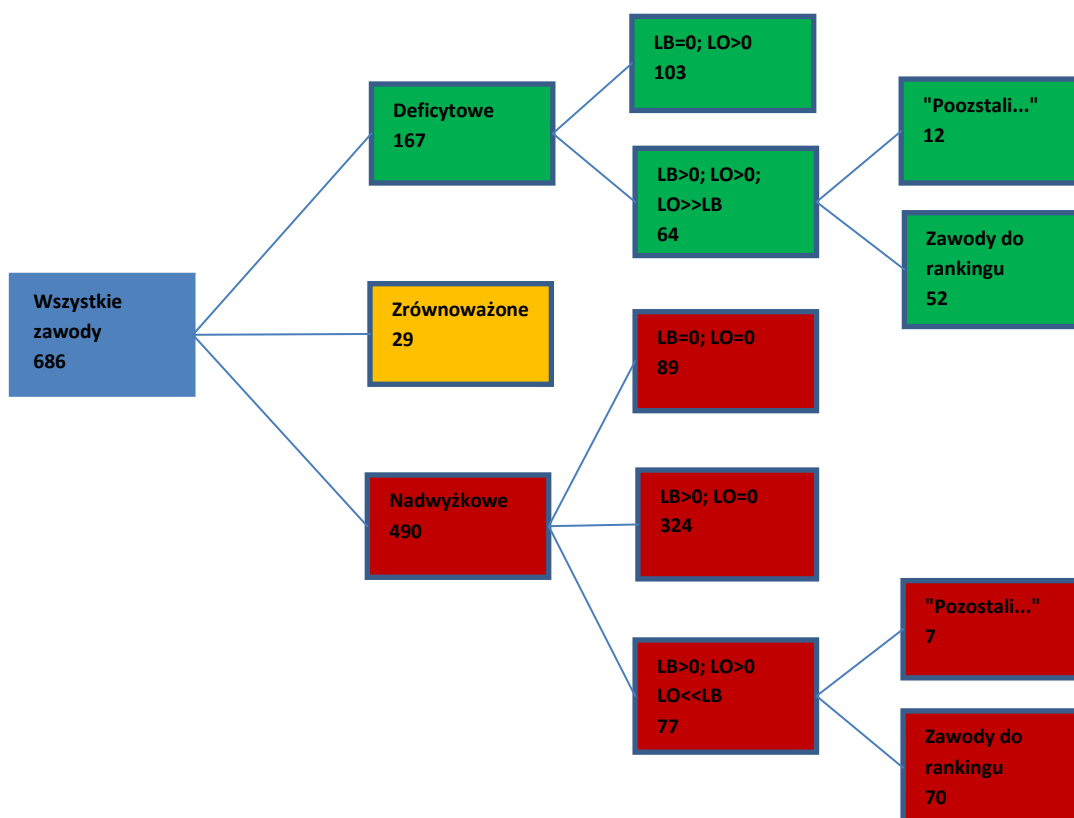 Wszystkie
zawody
686
Deficytowe
167
LB=0; LO>0
103
LB>0; LO>0;
LO>>LB
64
"Poozstali..."
12
Zawody do
rankingu
52
Zrównoważone
29
Nadwyżkowe
490
LB=0; LO=0
89
LB>0; LO=0
324
LB>0; LO>0
LO<<LB
77
"Pozostali..."
7
Zawody do
rankingu
70